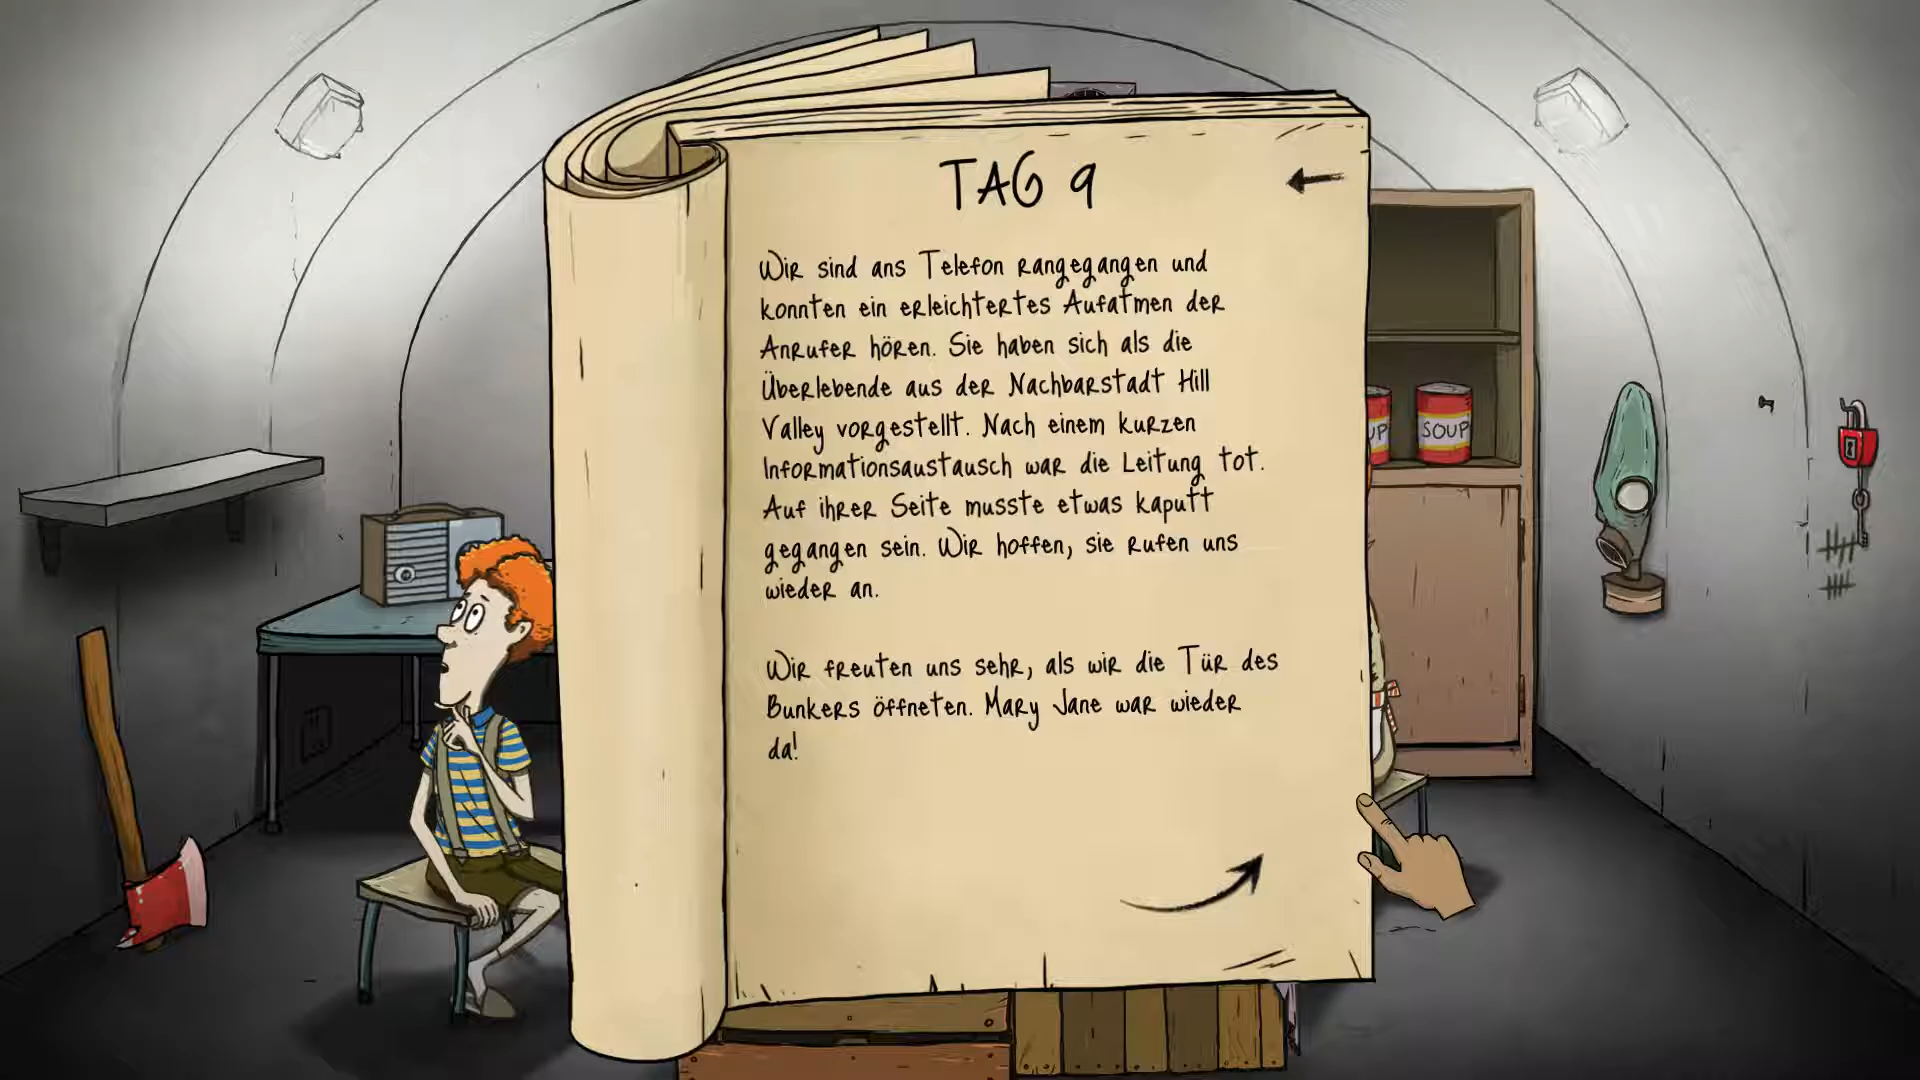 TAG 9
Wir sind ans Telefon rangegangen und
konnten ein erleichtertes Aufatmen der
Anrufer hören. Sie haben sich als die
Überlebende aus der Nachbarstadt Hill
Valley vorgestellt. Nach einem kurzen
Informationsaustausch war die Leitung tot.
Auf ihrer Seite musste etwas kaputt
gegangen sein. Wir hoffen, sie rufen uns
wieder an.
Wir freuten uns sehr, als wir die Tür des
Bunkers öffneten. Mary Jane war wieder
da!
UP
SOUP